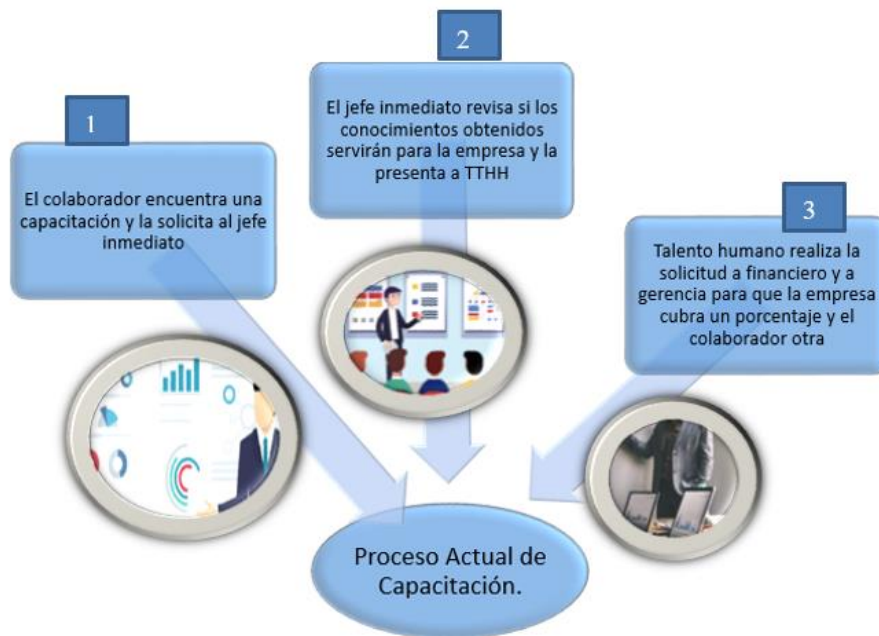 1
El colaborador encuentra una
capacitación y la solicita al jefe
inmediato
2
El jefe inmediato revisa si los
conocimientos obtenidos
servirán para la empresa y la
presenta a TTHH
3
Talento humano realiza la
solicitud a financiero y a
gerencia para que la empresa
cubra un porcentaje y el
colaborador otra
Proceso Actual de
Capacitación.